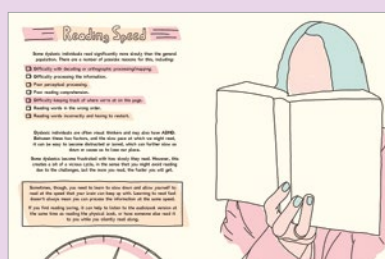 Reading Speed
Some dyslexic individuals read significantly more slowly than the general
population. There are a number of possible reasons for this, including:
Difficulty with decoding or orthographic processing/mapping.
Difficulty processing the information.
Poor perceptual processing.
Poor reading comprehension.
Difficulty keeping track of where we're at on the page.
Reading words in the wrong order.
Reading words incorrectly and having to restart.
Dyslexic individuals are often visual thinkers and may also have ADHD.
Between these two factors, and the slow pace at which we might read,
it can be easy to become distracted or bored, which can further slow us
down or cause us to lose our place.
Some dyslexics become frustrated with how slowly they read. However, this
creates a bit of a vicious cycle, in the sense that you might avoid reading
due to the challenges, but the more you read, the faster you will get.
Sometimes, though, you need to learn to slow down and allow yourself to
read at the speed that your brain can keep up with. Learning to read fast
doesn't always mean you can process the information at the same speed.
If you find reading boring, it can help to listen to the audiobook version at
the same time as reading the physical book, or have someone else read it
to you while you silently read along.